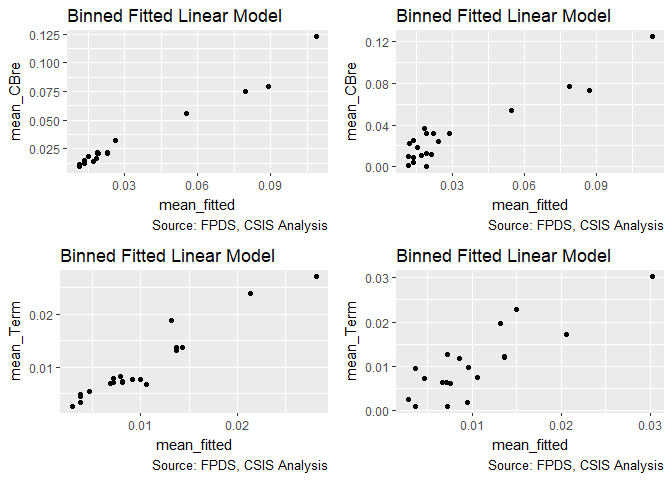 Binned Fitted Linear Model
mean_CBre
0.125
0.100
0.075
0.050
0.025
0.03
0.06
0.09
mean_fitted
Source: FPDS, CSIS Analysis
Binned Fitted Linear Model
mean_CBre
0.12
0.08
0.04
0.00
0.03
0.06
0.09
mean_fitted
Source: FPDS, CSIS Analysis
Binned Fitted Linear Model
mean_Term
0.02
0.01
0.01
0.02
mean_fitted
Source: FPDS, CSIS Analysis
Binned Fitted Linear Model
mean_Term
0.03
0.02
0.01
0.00
0.01
0.02
0.03
mean_fitted
Source: FPDS, CSIS Analysis